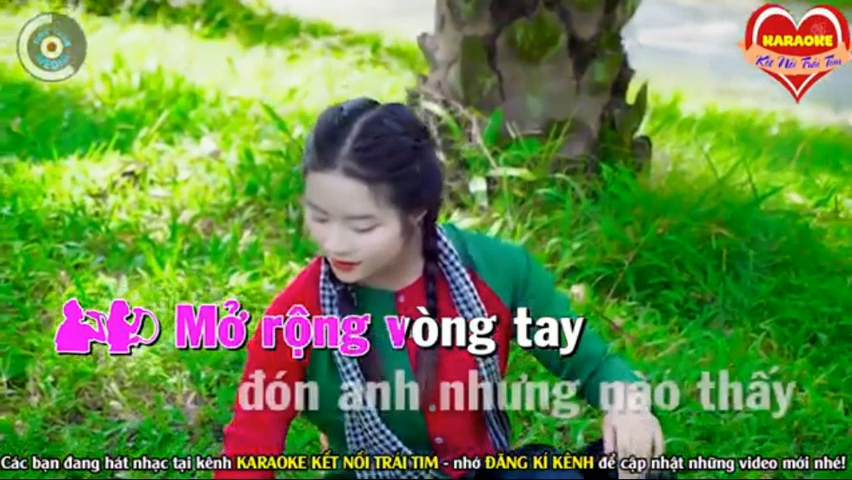 KARAOKE
Kết Nối Trái Tim
Mở rộng vòng tay
đón anh nhưng nào thấy
Các bạn đang hát nhạc tại kênh KARAOKE KẾT NỐI TRÁI TIM - nhớ ĐĂNG KÍ KÊNH để cập nhật những video mới nhé!